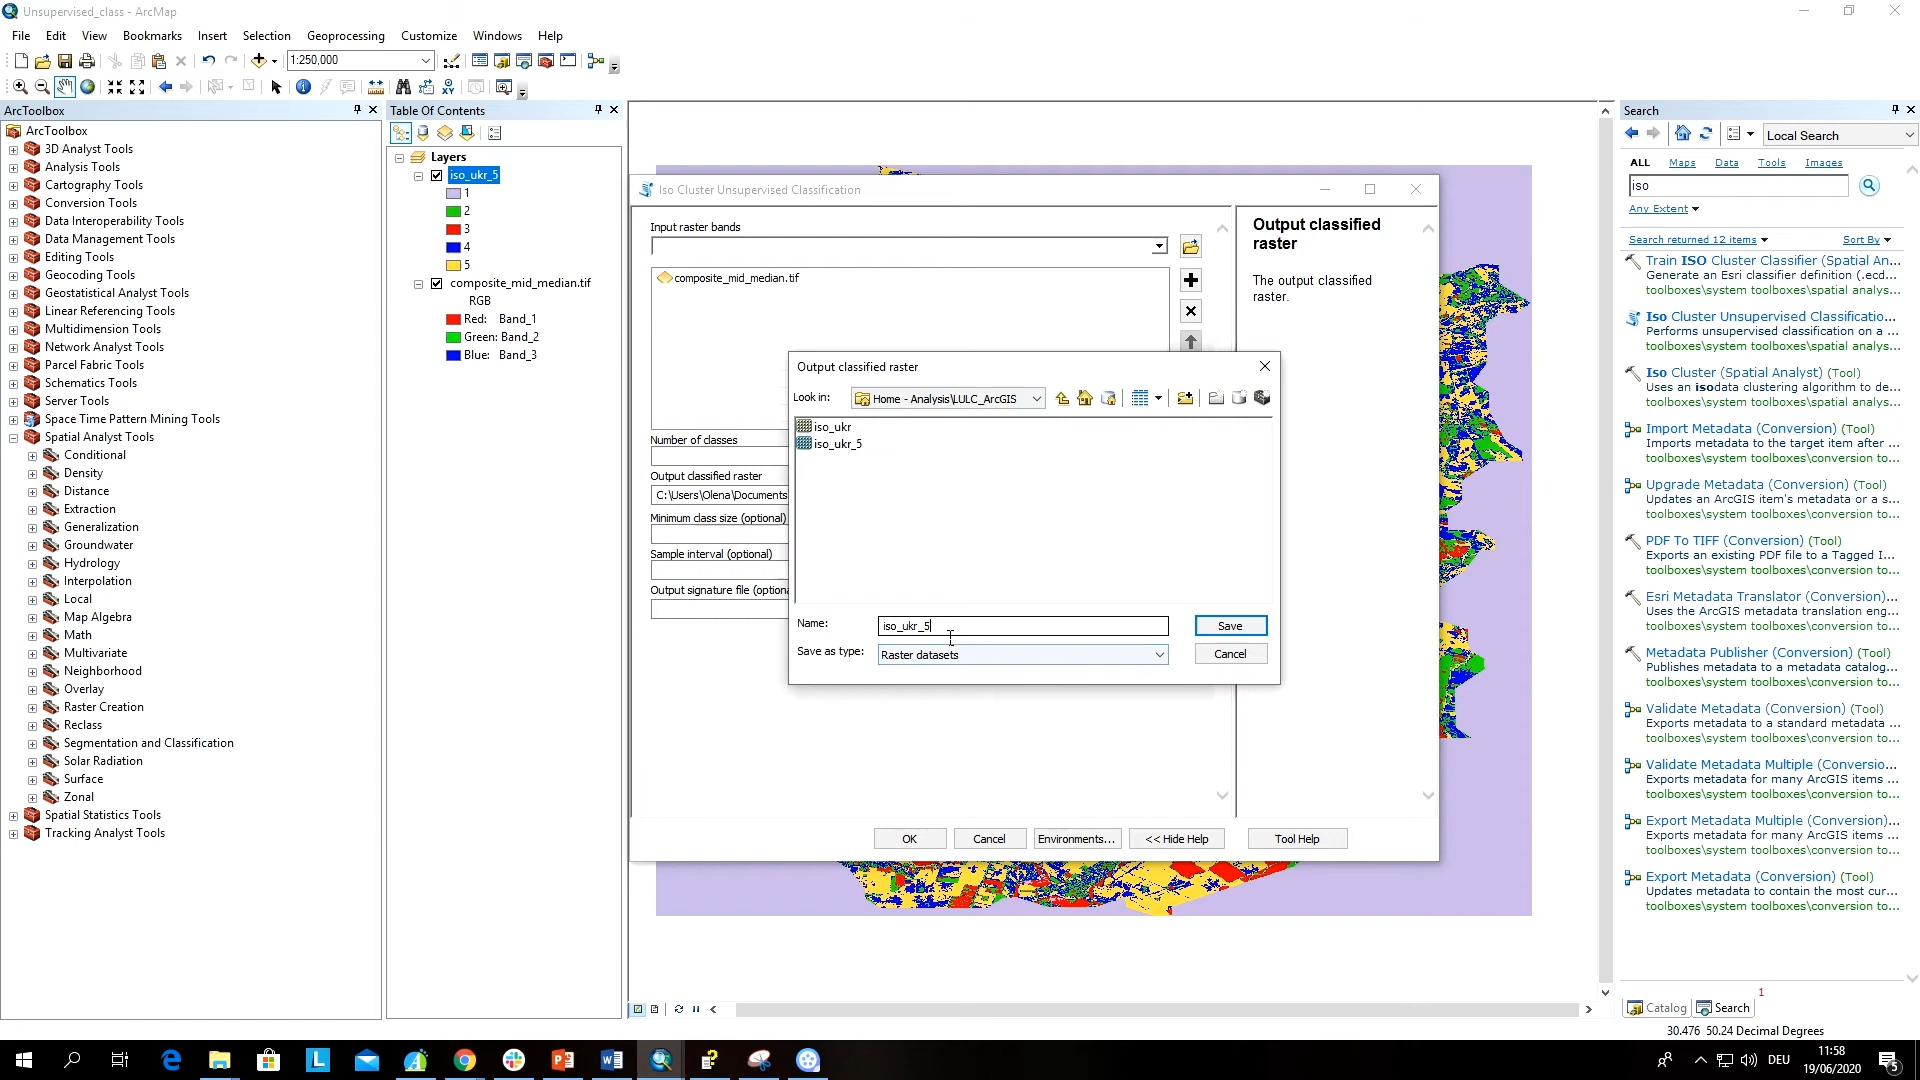 Unsupervised_class - ArcMap
File Edit View Bookmarks Insert Selection Geoprocessing Customize Windows Help
1:250,000
ArcToolbox
ArcToolbox
3D Analyst Tools
Analysis Tools
Cartography Tools
Conversion Tools
Data Interoperability Tools
Data Management Tools
Editing Tools
Geocoding Tools
Geostatistical Analyst Tools
Linear Referencing Tools
Multidimension Tools
Network Analyst Tools
Parcel Fabric Tools
Schematics Tools
Server Tools
Space Time Pattern Mining Tools
Spatial Analyst Tools
Conditional
Density
Distance
Extraction
Generalization
Groundwater
Hydrology
Interpolation
Local
Map Algebra
Math
Multivariate
Neighborhood
Overlay
Raster Creation
Reclass
Segmentation and Classification
Solar Radiation
Surface
Zonal
Spatial Statistics Tools
Tracking Analyst Tools
Table Of Contents
Layers
iso_ukr_5
1
2
3
4
5
composite_mid_median.tif
RGB
Red: Band_1
Green: Band_2
Blue: Band_3
Iso Cluster Unsupervised Classification
Input raster bands
composite_mid_median.tif
Number of classes
Output classified raster
C:\Users\Olena\Documents
Minimum class size (optional)
Sample interval (optional)
Output signature file (optiona
OK Cancel Environments... << Hide Help Tool Help
Output classified raster
The output classified raster.
Output classified raster
Look in: Home - Analysis\LULC_ArcGIS
iso_ukr
iso_ukr_5
Name: iso_ukr_5 Save
Save as type: Raster datasets Cancel
Search
Local Search
ALL Maps Data Tools Images
iso
Any Extent
Search returned 12 items Sort By
Train ISO Cluster Classifier (Spatial An...
Generate an Esri classifier definition (.ecd...
toolboxes\system toolboxes\spatial analys...
Iso Cluster Unsupervised Classificatio...
Performs unsupervised classification on a ...
toolboxes\system toolboxes\spatial analys...
Iso Cluster (Spatial Analyst) (Tool)
Uses an isodata clustering algorithm to de...
toolboxes\system toolboxes\spatial analys...
Import Metadata (Conversion) (Tool)
Imports metadata to the target item after ...
toolboxes\system toolboxes\conversion to...
Upgrade Metadata (Conversion) (Tool)
Updates an ArcGIS item's metadata or a s...
toolboxes\system toolboxes\conversion to...
PDF To TIFF (Conversion) (Tool)
Exports an existing PDF file to a Tagged I...
toolboxes\system toolboxes\conversion to...
Esri Metadata Translator (Conversion)...
Uses the ArcGIS metadata translation eng...
toolboxes\system toolboxes\conversion to...
Metadata Publisher (Conversion) (Tool)
Publishes metadata to a metadata catalog...
toolboxes\system toolboxes\conversion to...
Validate Metadata (Conversion) (Tool)
Exports metadata to a standard metadata ...
toolboxes\system toolboxes\conversion to...
Validate Metadata Multiple (Conversio...
Exports metadata for many ArcGIS items ...
toolboxes\system toolboxes\conversion to...
Export Metadata Multiple (Conversion)...
Exports metadata for many ArcGIS items ...
toolboxes\system toolboxes\conversion to...
Export Metadata (Conversion) (Tool)
Updates metadata to contain the most cur...
toolboxes\system toolboxes\conversion to...
1
Catalog Search
30.476 50.24 Decimal Degrees
DEU
11:58
19/06/2020
5